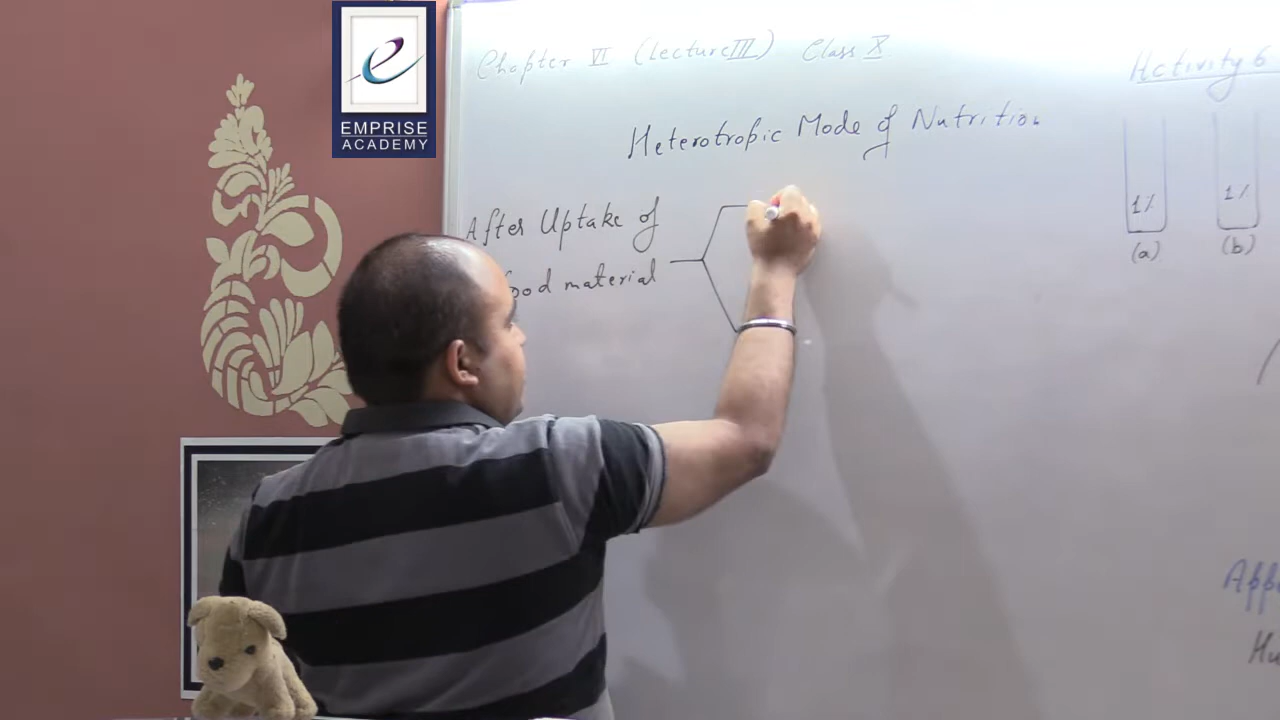 EMPRISE
ACADEMY
Chapter VI (lecture III) Class X
Activity 6
Heterotropic Mode of Nutrition
After Uptake of
food material
1%
1%
(a)
(b)